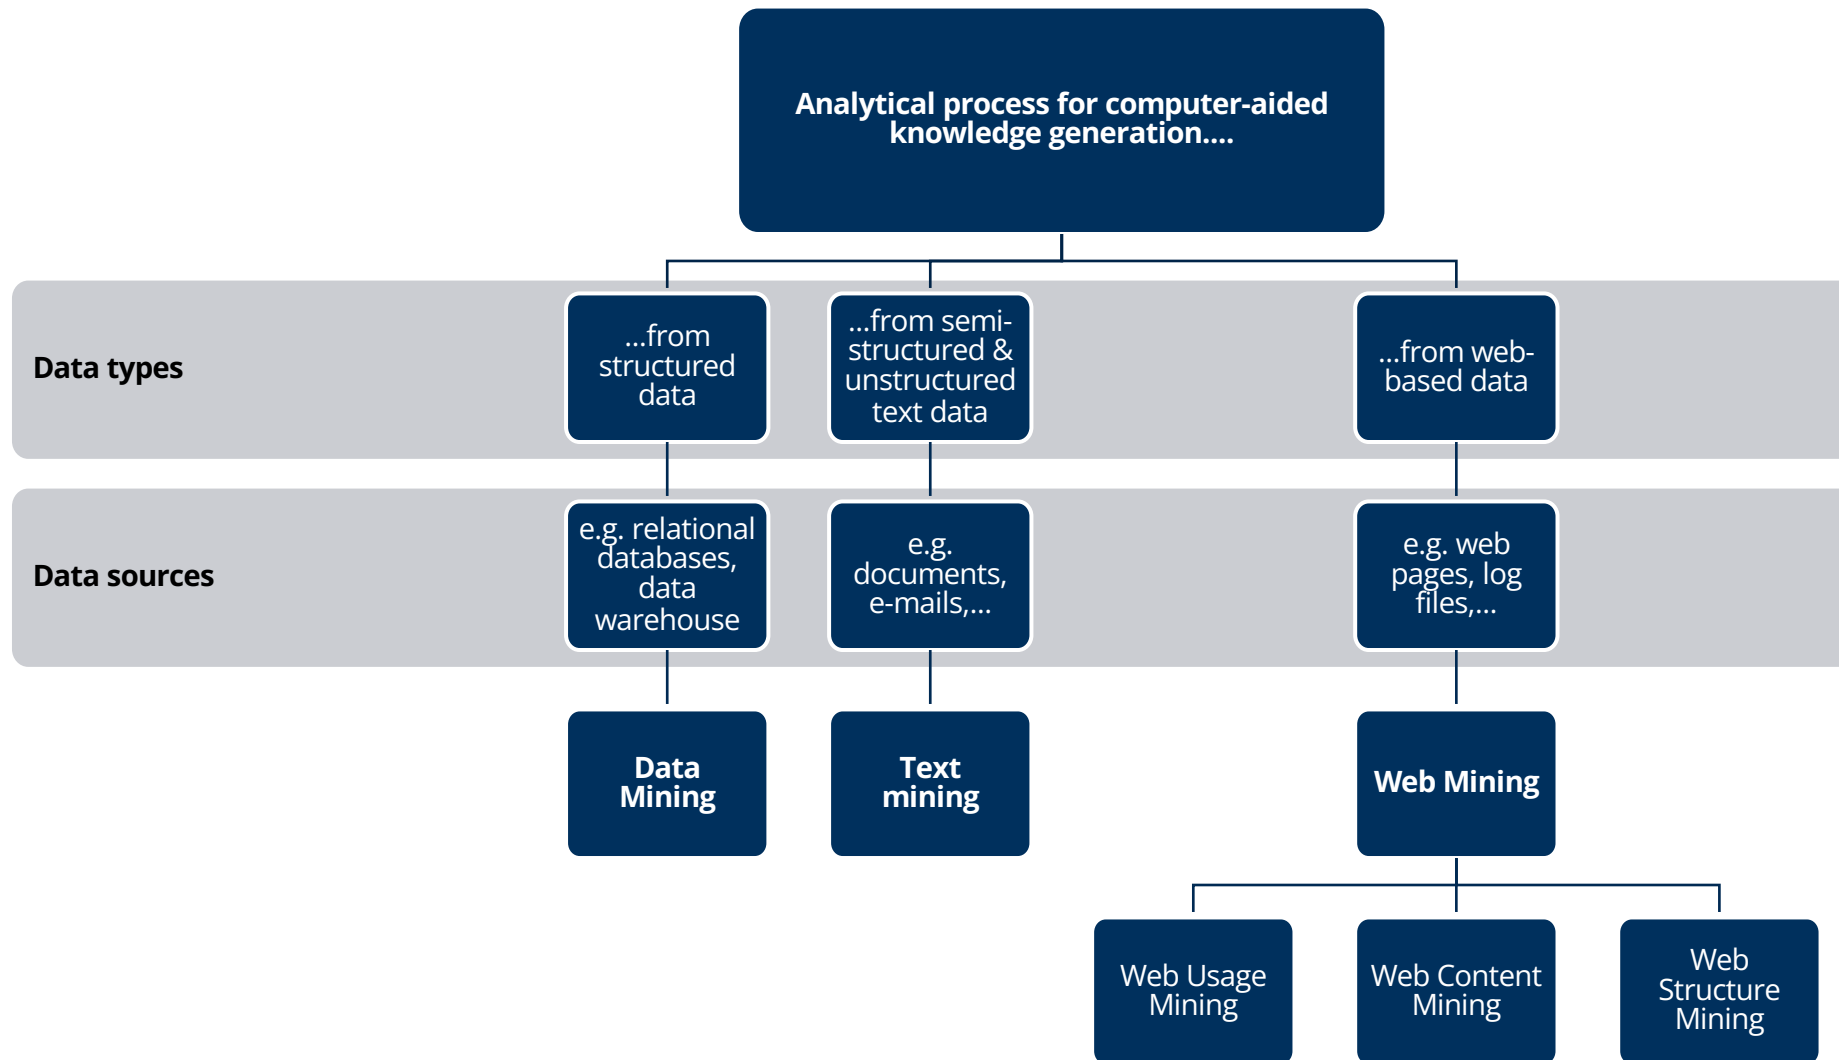 Analytical process for computer-aided
knowledge generation....
Data types
...from
structured
data
...from semi-
structured &
unstructured
text data
...from web-
based data
Data sources
e.g. relational
databases,
data
warehouse
e.g.
documents,
e-mails,...
e.g. web
pages, log
files,...
Data
Mining
Text
mining
Web Mining
Web Usage
Mining
Web Content
Mining
Web
Structure
Mining